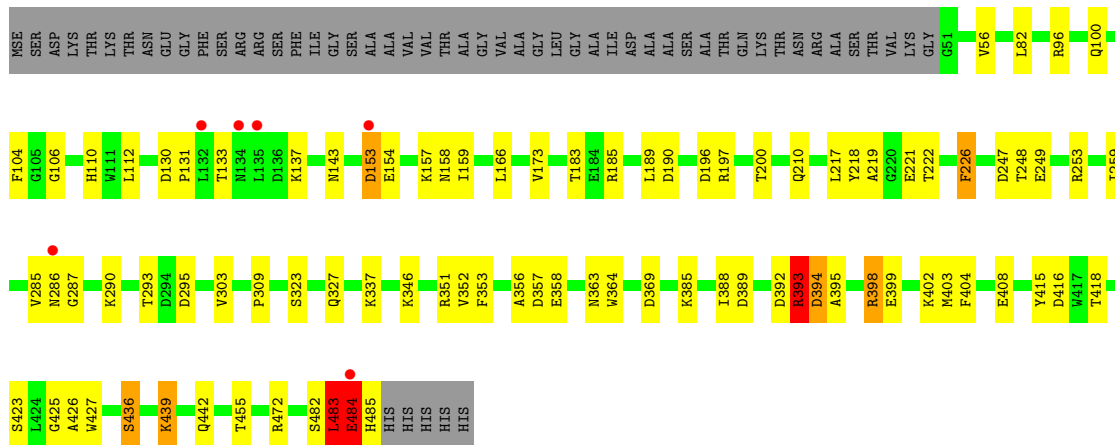 MSE SER ASP LYS THR LYS THR ASN GLU GLY PHE SER ARG ARG SER PHE ILE GLY SER ALA ALA VAL VAL THR ALA GLY VAL ALA GLY LEU GLY ALA ILE ASP ALA ALA SER ALA THR GLN LYS THR ASN ARG ALA SER THR VAL LYS GLY G51 V56 L82 R96 Q100
F104 G105 G106 H110 W111 L112 D130 P131 L132 T133 N134 L135 D136 K137 N143 D153 E154 K157 N158 I159 L166 V173 T183 E184 R185 L189 D190 D196 R197 T200 Q210 L217 Y218 A219 G220 E221 T222 F226 D247 T248 E249 R253 I259
V285 N286 G287 K290 T293 D294 D295 V303 P309 S323 Q327 K337 K346 R351 V352 F353 A356 D357 E358 N363 W364 D369 K385 I388 D389 D392 R393 D394 A395 R398 E399 K402 M403 F404 E408 Y415 D416 W417 T418
S423 L424 G425 A426 W427 S436 K439 Q442 T455 R472 S482 L483 E484 H485 HIS HIS HIS HIS HIS